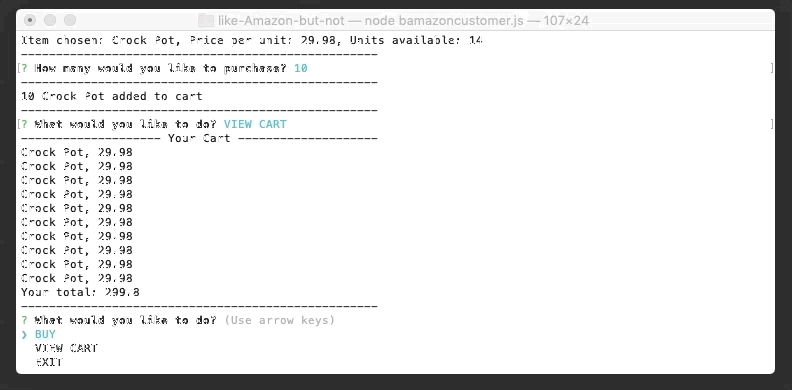 like-Amazon-but-not — node bamazoncustomer.js — 107×24
Item chosen: Crock Pot, Price per unit: 29.98, Units available: 14
----------------------------------------------------
[? How many would you like to purchase? 10 ]
----------------------------------------------------
10 Crock Pot added to cart
----------------------------------------------------
[? What would you like to do? VIEW CART ]
-------------------- Your Cart --------------------
Crock Pot, 29.98
Crock Pot, 29.98
Crock Pot, 29.98
Crock Pot, 29.98
Crock Pot, 29.98
Crock Pot, 29.98
Crock Pot, 29.98
Crock Pot, 29.98
Crock Pot, 29.98
Crock Pot, 29.98
Your total: 299.8
----------------------------------------------------
? What would you like to do? (Use arrow keys)
❯ BUY
VIEW CART
EXIT